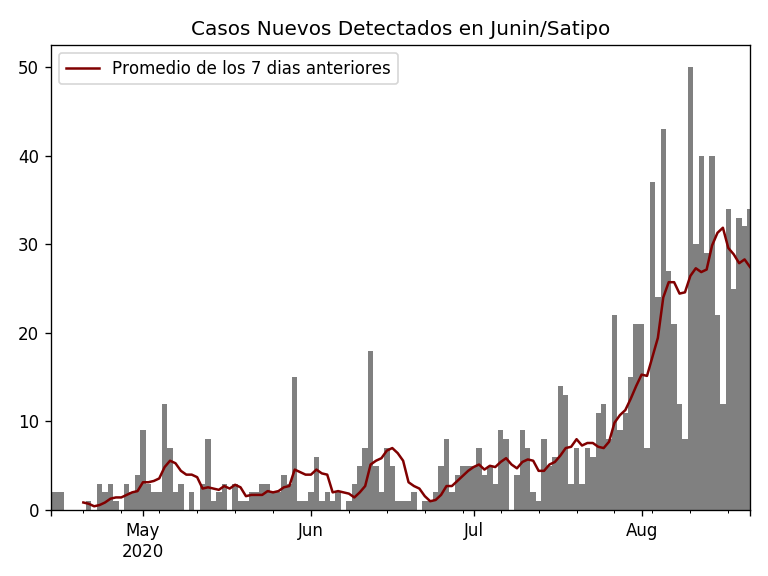 Casos Nuevos Detectados en Junin/Satipo
Promedio de los 7 dias anteriores
50
40
30
20
10
0
May
2020
Jun
Jul
Aug